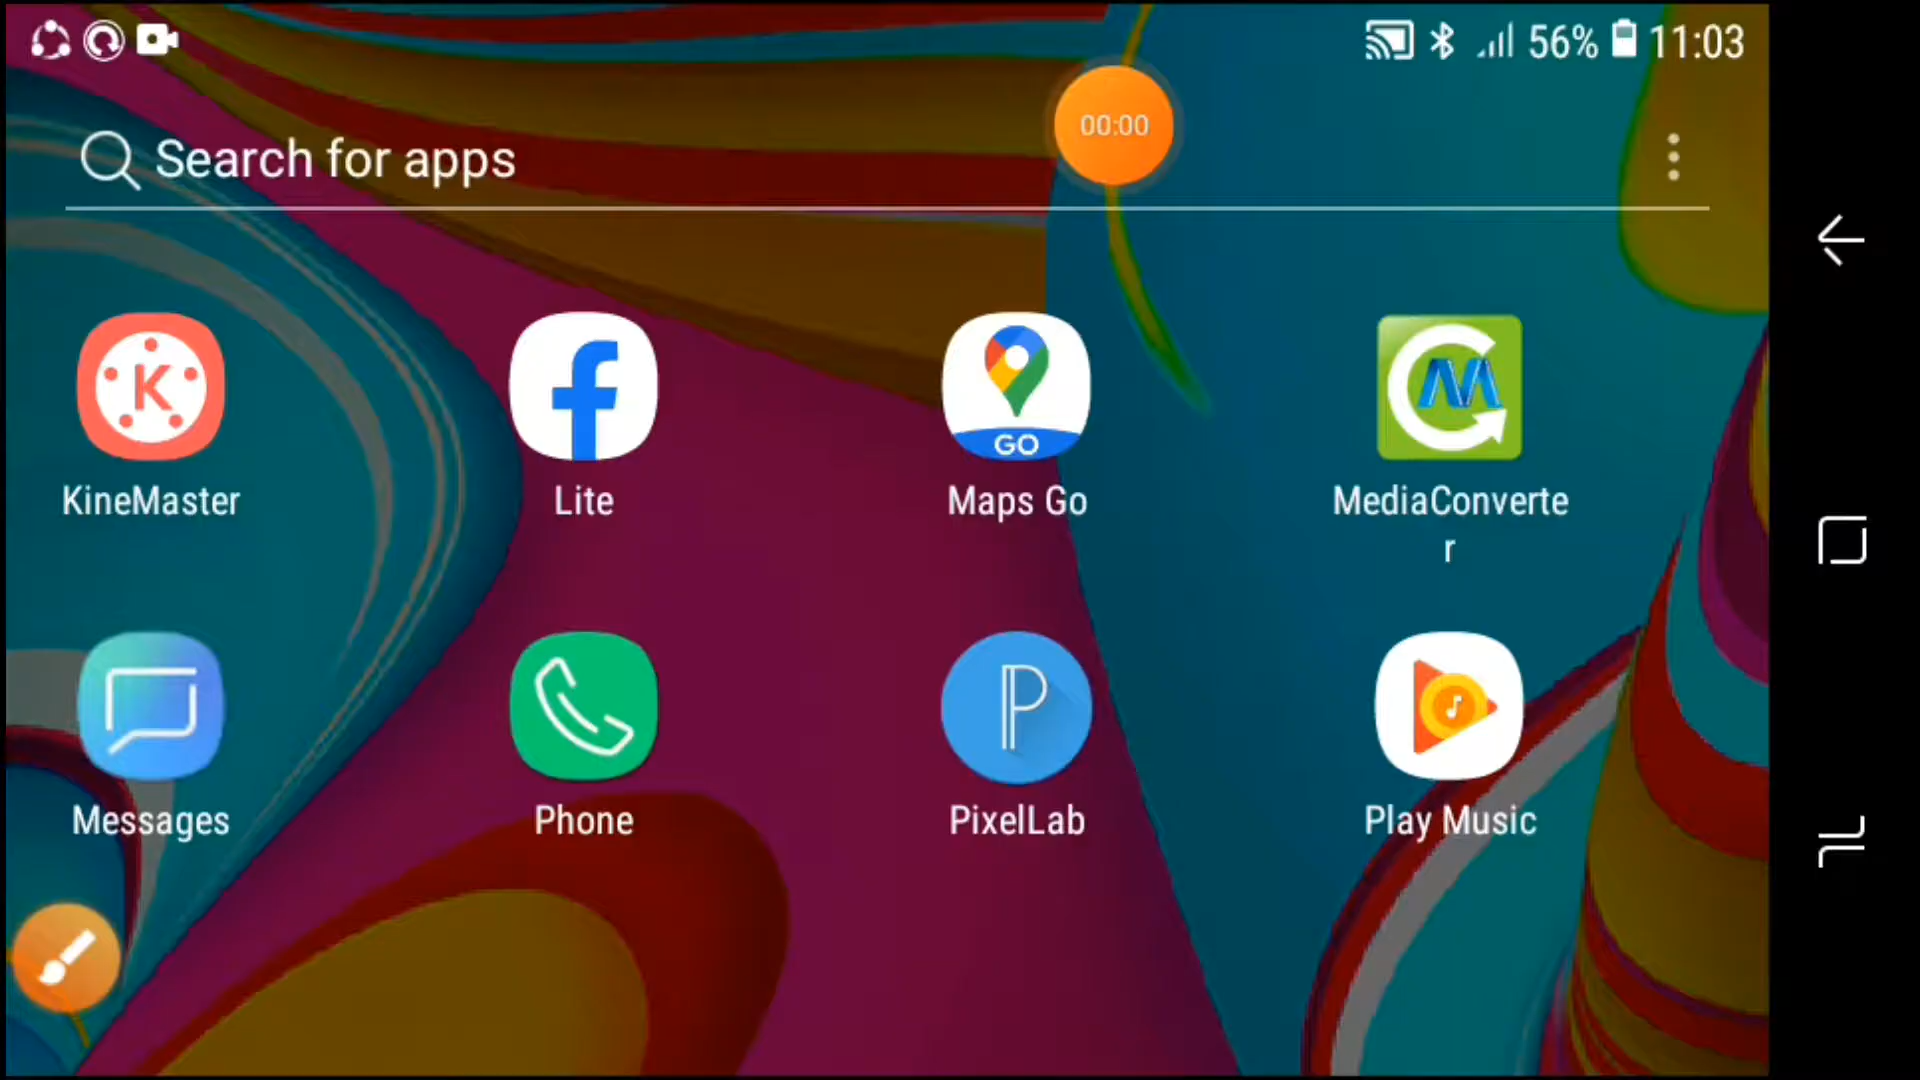 56% 11:03
00:00
Search for apps
K
GO
M
KineMaster Lite Maps Go MediaConverte
r
P
Messages Phone PixelLab Play Music